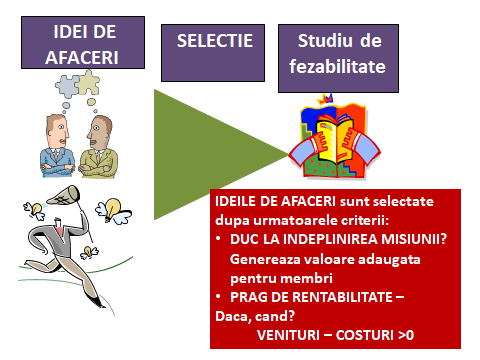 IDEI DE
AFACERI
SELECTIE
Studiu de
fezabilitate
IDEILE DE AFACERI sunt selectate
dupa urmatoarele criterii:
• DUC LA INDEPLINIREA MISIUNII?
Genereaza valoare adaugata
pentru membri
• PRAG DE RENTABILITATE –
Daca, cand?
VENITURI – COSTURI >0